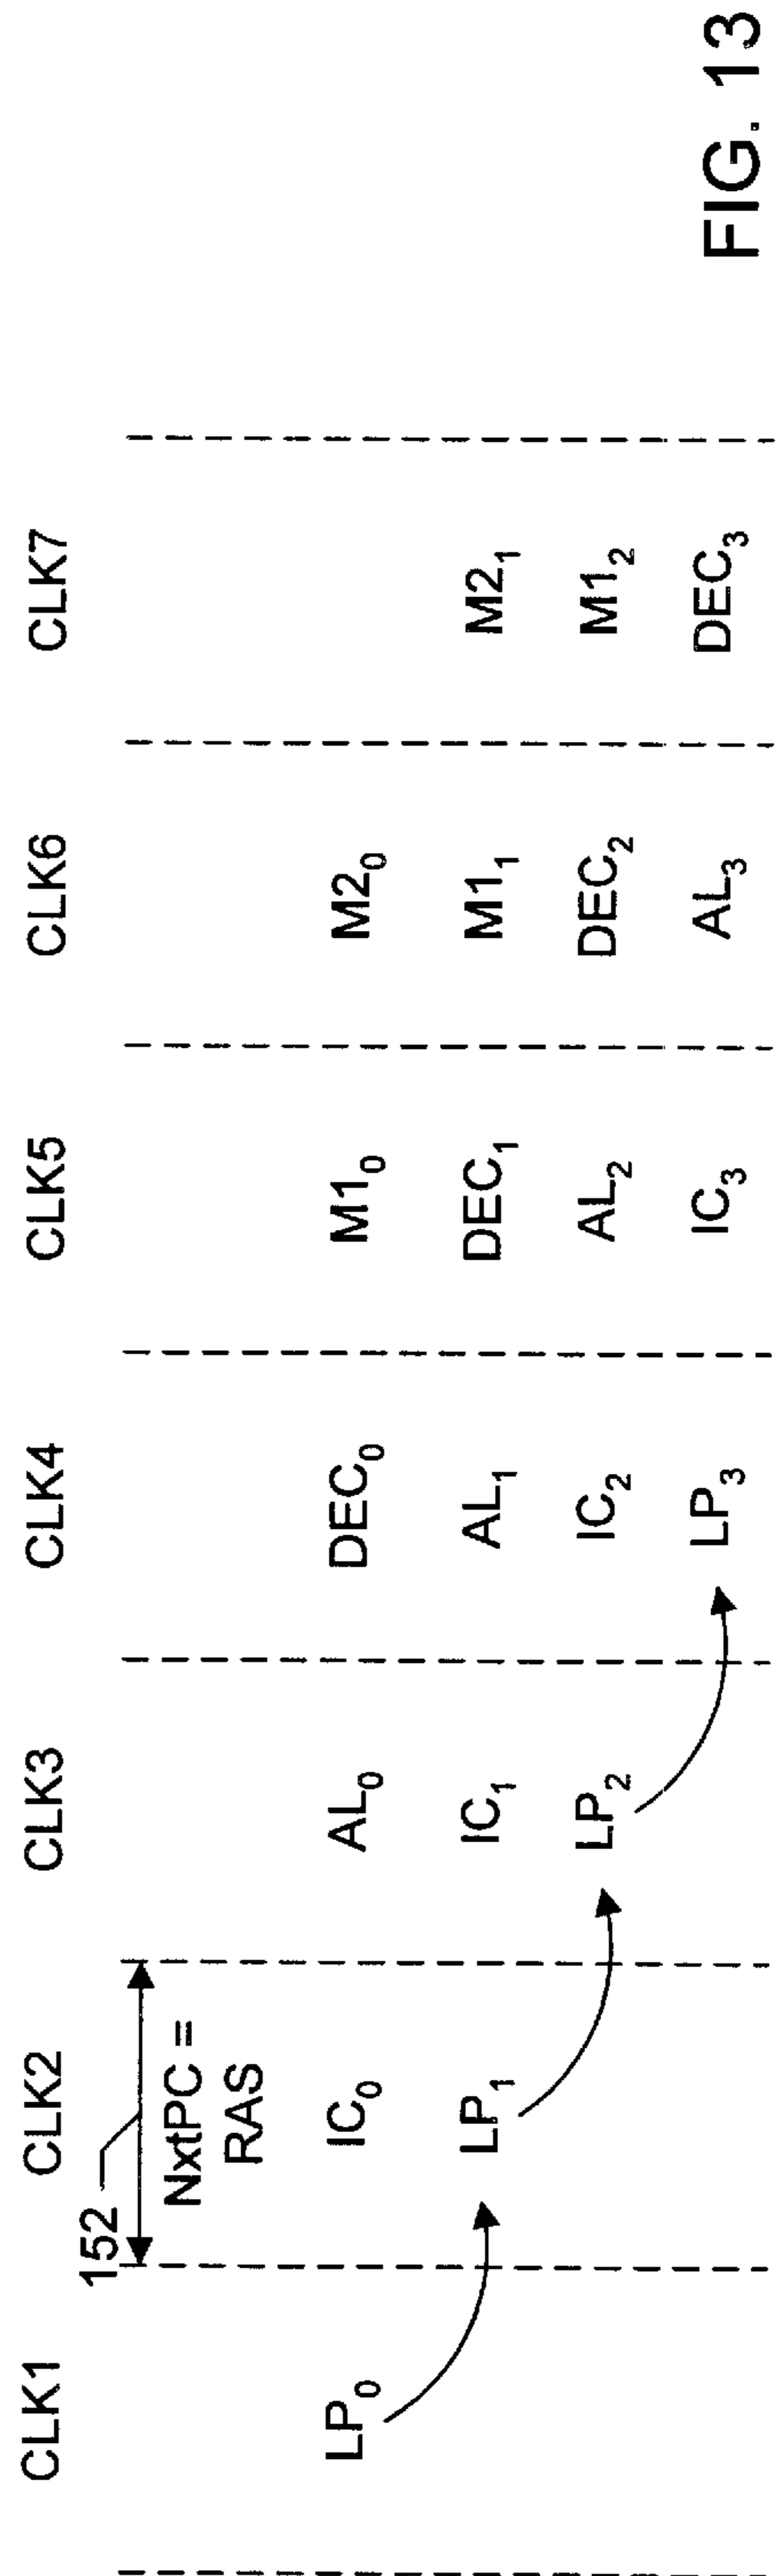 CLK1 CLK2 CLK3 CLK4 CLK5 CLK6 CLK7
152
NxtPC =
RAS
LP₀ IC₀ AL₀ DEC₀ M1₀ M2₀
LP₁ IC₁ AL₁ DEC₁ M1₁ M2₁
LP₂ IC₂ AL₂ DEC₂ M1₂
LP₃ IC₃ AL₃ DEC₃
FIG. 13